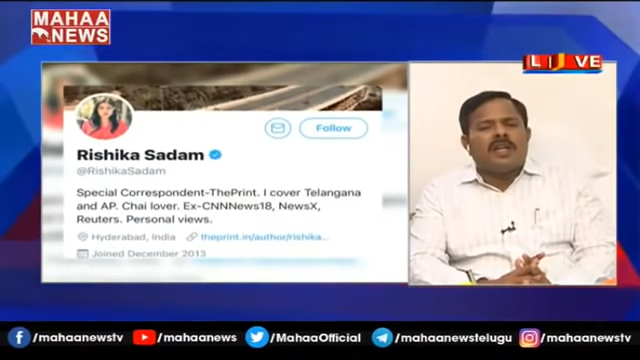 MAHAA
NEWS
LIVE
Follow
Rishika Sadam
@RishikaSadam
Special Correspondent-ThePrint. I cover Telangana
and AP. Chai lover. Ex-CNNNews18, NewsX,
Reuters. Personal views.
Hyderabad, India theprint.in/author/rishika...
Joined December 2013
/mahaanewstv /mahaanews /MahaaOfficial /mahaanewstelugu /mahaanewstv